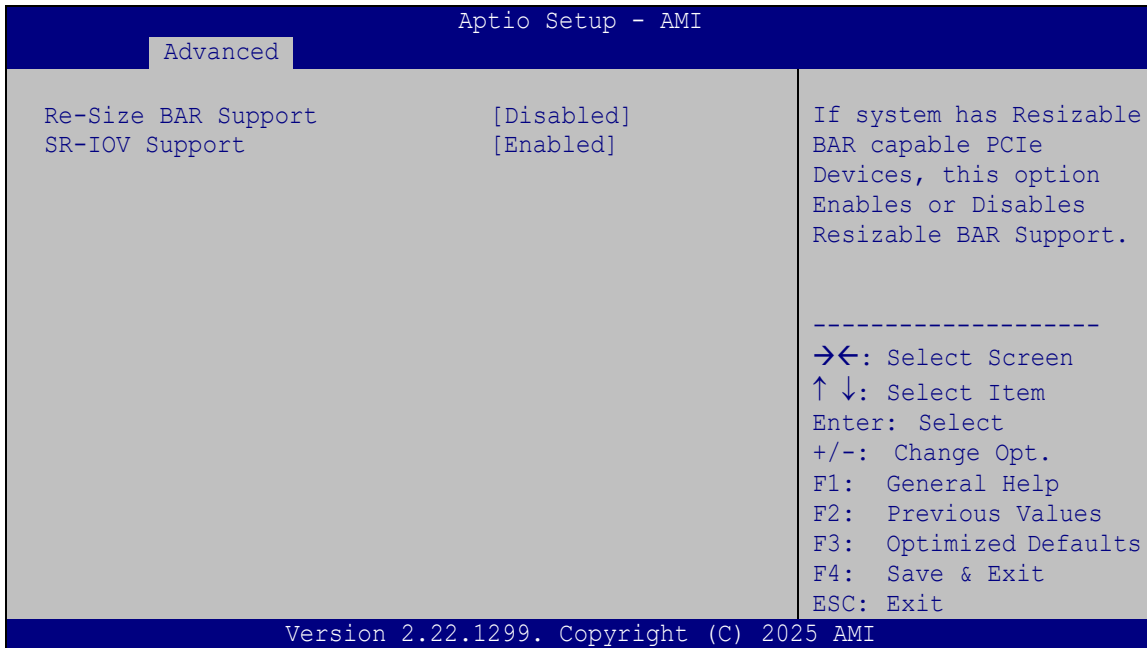 Aptio Setup - AMI
Advanced
Re-Size BAR Support [Disabled]
SR-IOV Support [Enabled]
If system has Resizable
BAR capable PCIe
Devices, this option
Enables or Disables
Resizable BAR Support.
---------------------
→←: Select Screen
↑ ↓: Select Item
Enter: Select
+/-: Change Opt.
F1: General Help
F2: Previous Values
F3: Optimized Defaults
F4: Save & Exit
ESC: Exit
Version 2.22.1299. Copyright (C) 2025 AMI